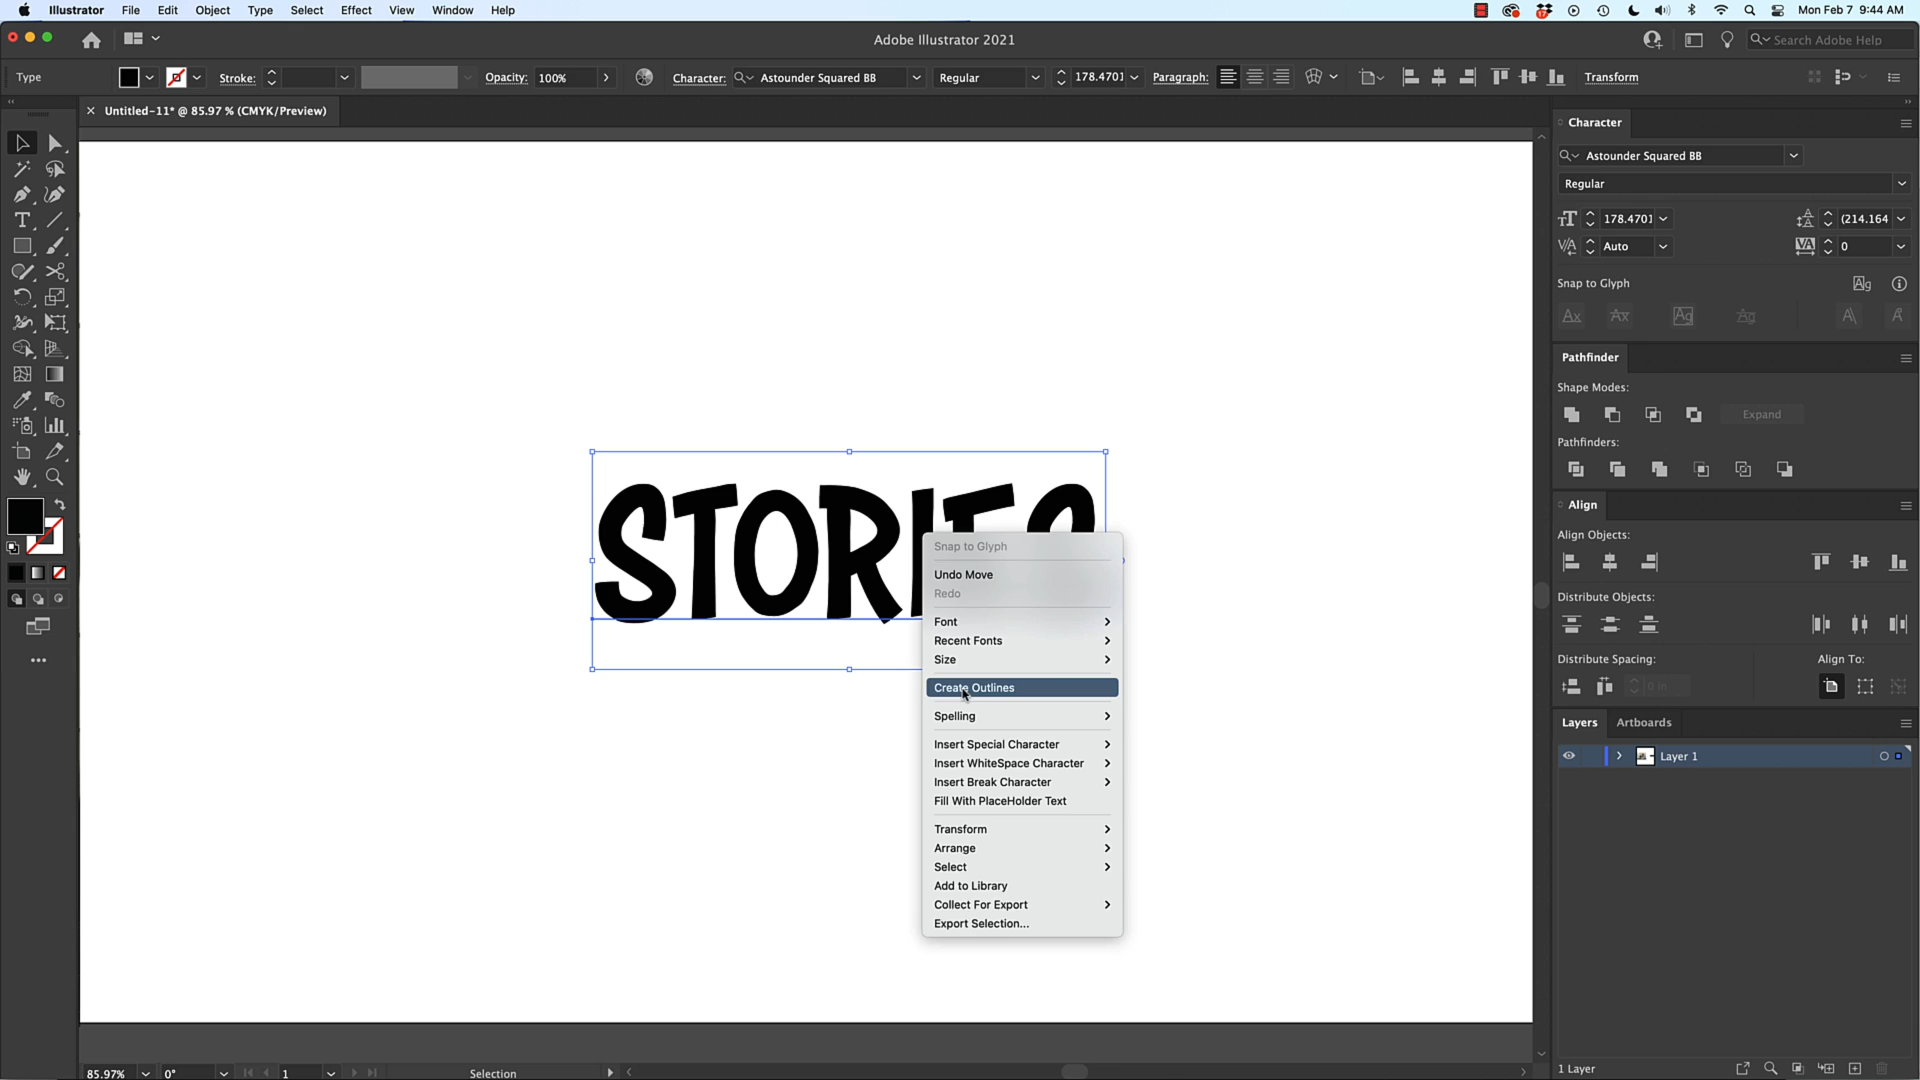 Illustrator File Edit Object Type Select Effect View Window Help
17
Mon Feb 7 9:44 AM
Adobe Illustrator 2021
Search Adobe Help
Type
Stroke:
Opacity: 100%
Character: Astounder Squared BB
Regular
178.4701
Paragraph:
Transform
Untitled-11* @ 85.97 % (CMYK/Preview)
Character
Astounder Squared BB
Regular
178.4701
(214.164
Auto
0
Snap to Glyph
Pathfinder
Shape Modes:
Expand
Pathfinders:
Align
Align Objects:
Distribute Objects:
Distribute Spacing:
Align To:
0 in
Layers Artboards
Layer 1
STORIES
Snap to Glyph
Undo Move
Redo
Font
Recent Fonts
Size
Create Outlines
Spelling
Insert Special Character
Insert WhiteSpace Character
Insert Break Character
Fill With PlaceHolder Text
Transform
Arrange
Select
Add to Library
Collect For Export
Export Selection...
85.97%
0°
1
Selection
1 Layer